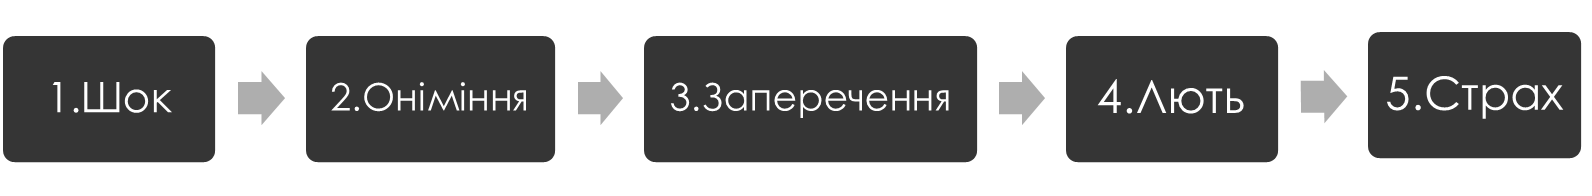 1.Шок
2.Оніміння
3.Заперечення
4.Лють
5.Страх